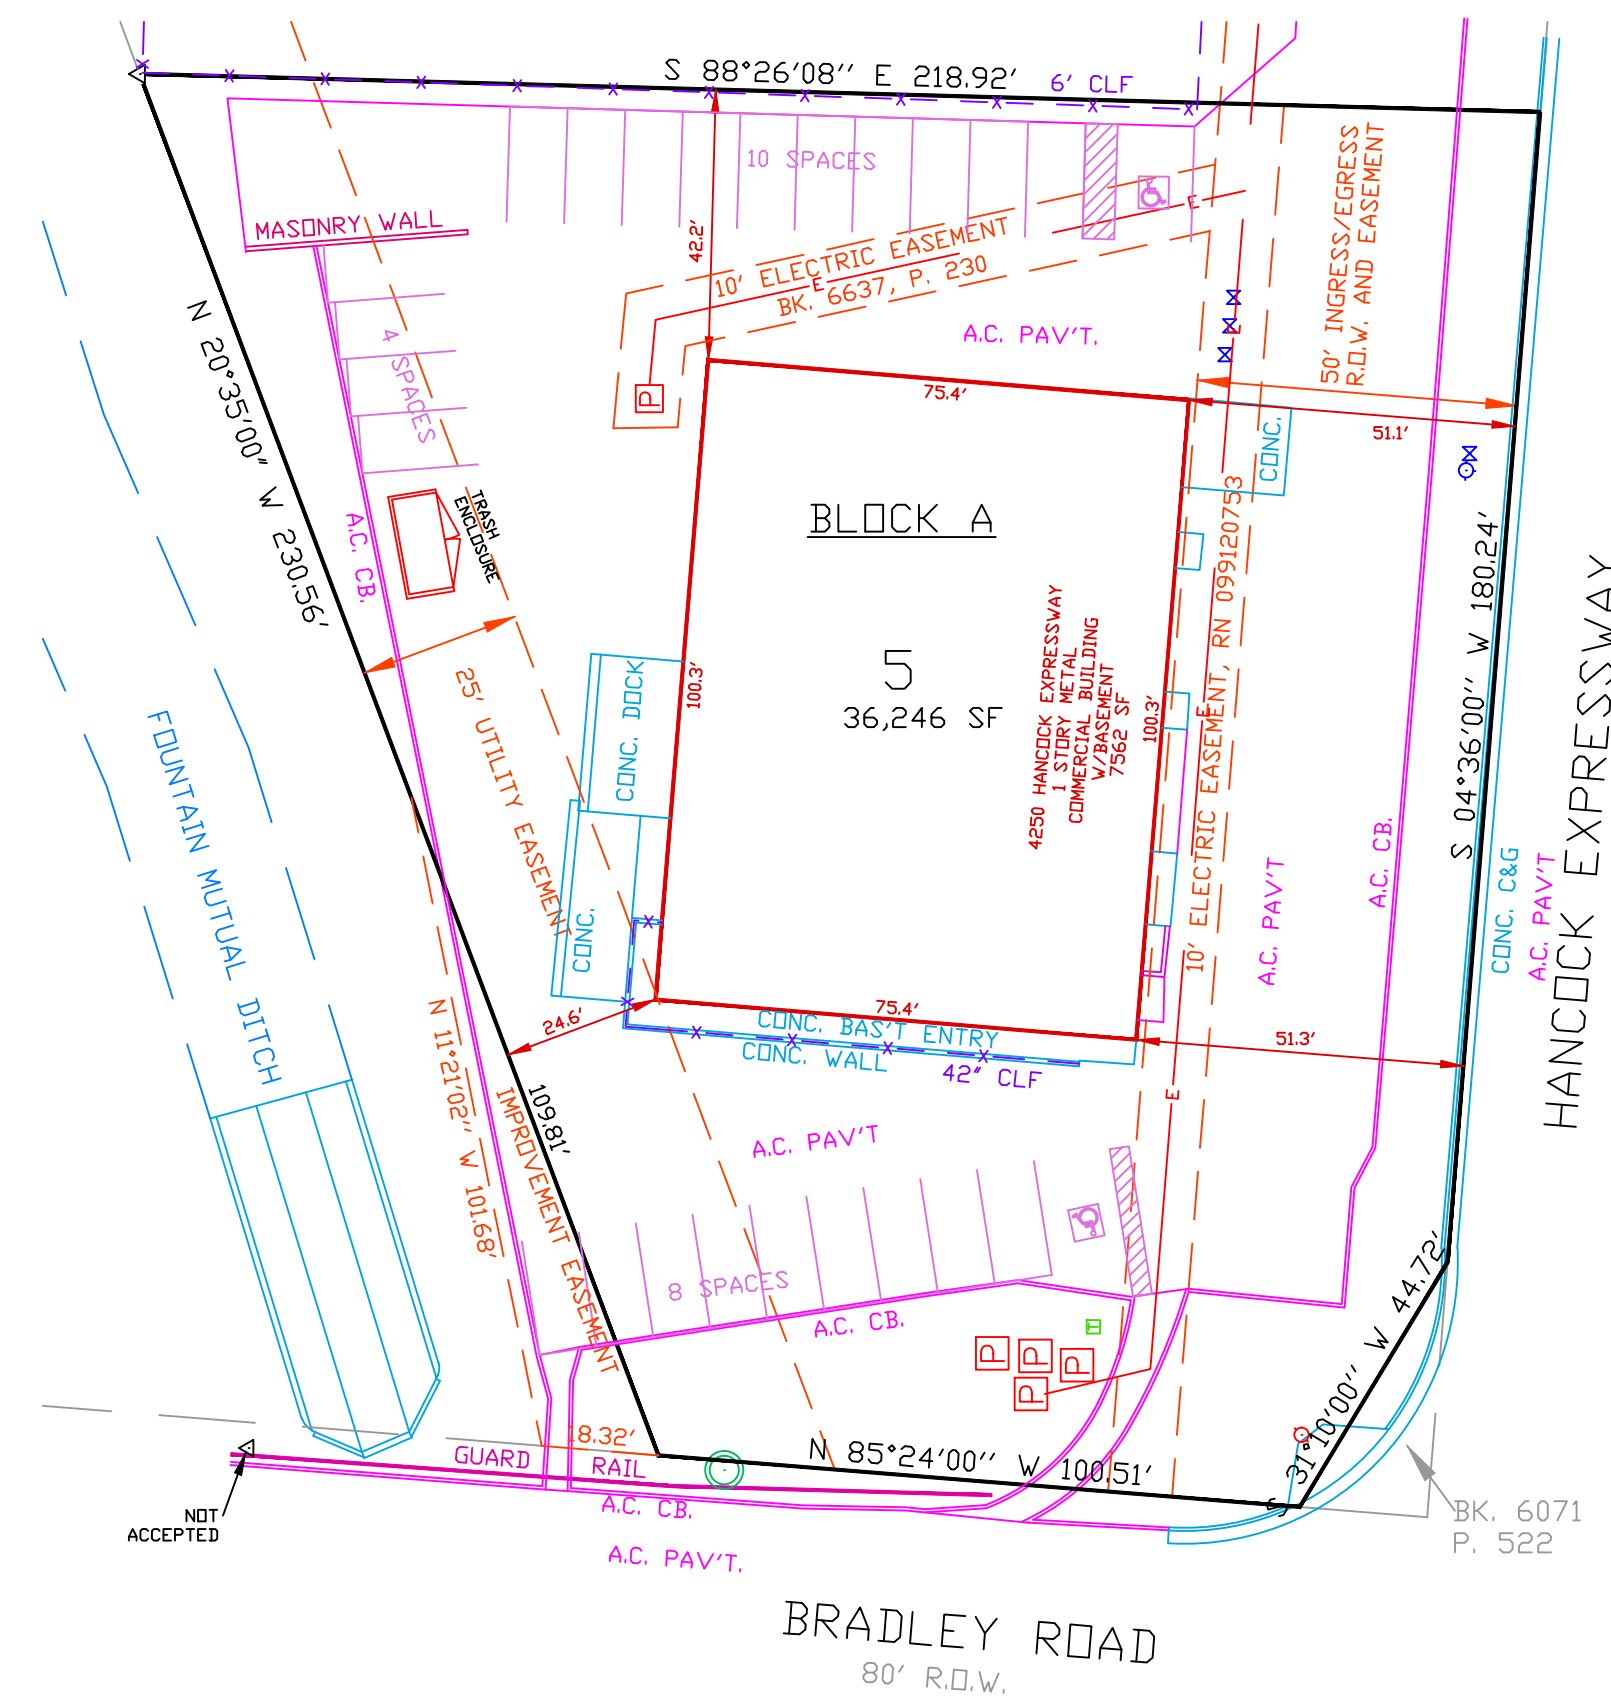 S 88°26'08'' E 218.92'
6' CLF
10 SPACES
MASONRY WALL
42.2'
10' ELECTRIC EASEMENT
BK. 6637, P. 230
E
E
50' INGRESS/EGRESS
R.O.W. AND EASEMENT
A.C. PAV'T.
N 20°35'00" W 230.56'
4 SPACES
P
E
75.4'
51.1'
CONC.
A.C. CB.
TRASH
ENCLOSURE
BLOCK A
5
36,246 SF
10' ELECTRIC EASEMENT, RN 099120753
S 04°36'00'' W 180.24'
HANCOCK EXPRESSWAY
4250 HANCOCK EXPRESSWAY
1 STORY METAL
COMMERCIAL BUILDING
W/BASEMENT
7562 SF
100.3'
100.3'
E
25' UTILITY EASEMENT
CONC. DOCK
CONC.
FOUNTAIN MUTUAL DITCH
A.C. PAV'T
A.C. CB.
CONC. C&G
A.C. PAV'T
24.6'
75.4'
CONC. BAS'T ENTRY
CONC. WALL
42" CLF
51.3'
E
N 11°21'02'' W 101.68'
IMPROVEMENT EASEMENT
109.81'
A.C. PAV'T
8 SPACES
A.C. CB.
T
P
P
P
P
31°10'00'' W 44.72'
S
18.32'
GUARD RAIL
N 85°24'00'' W 100.51'
A.C. CB.
A.C. PAV'T.
NOT
ACCEPTED
BK. 6071
P. 522
BRADLEY ROAD
80' R.O.W.